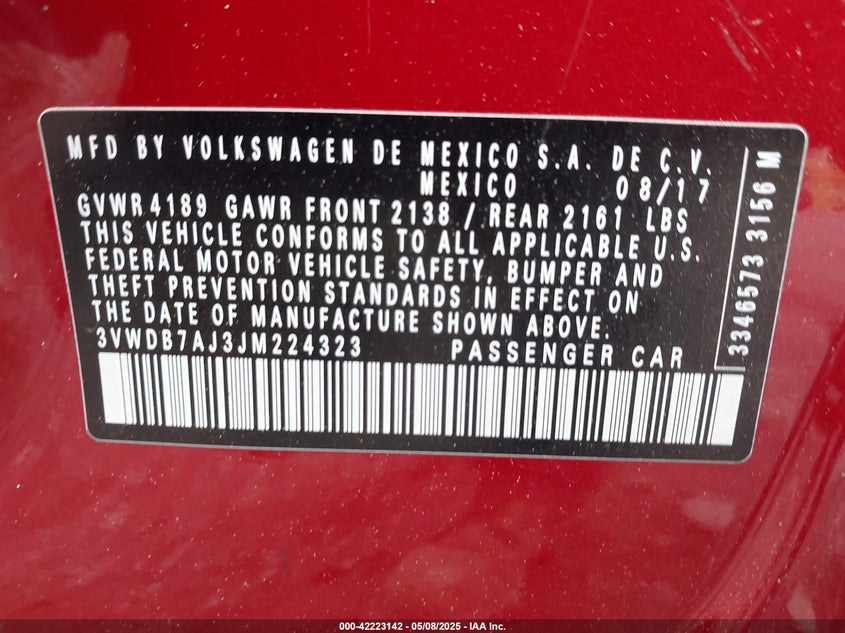 MFD BY VOLKSWAGEN DE MEXICO S.A. DE C.V.
MEXICO 08/17
GVWR 4189 GAWR FRONT 2138 / REAR 2161 LBS
THIS VEHICLE CONFORMS TO ALL APPLICABLE U.S.
FEDERAL MOTOR VEHICLE SAFETY, BUMPER AND
THEFT PREVENTION STANDARDS IN EFFECT ON
THE DATE OF MANUFACTURE SHOWN ABOVE.
3VWDB7AJ3JM224323 PASSENGER CAR
3346573 3156 M
000-42223142 - 05/08/2025 - IAA Inc.